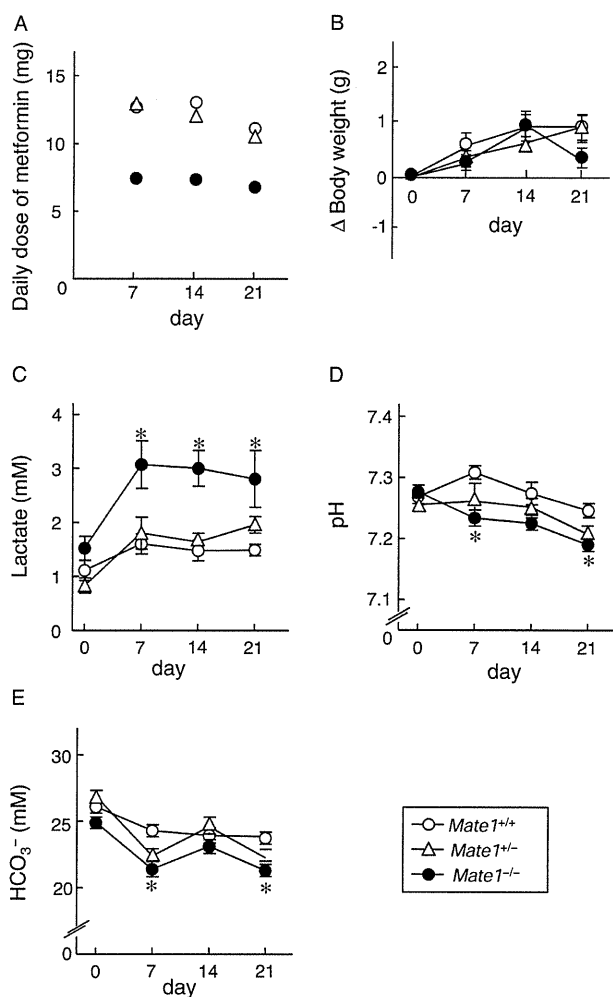 A
Daily dose of metformin (mg)
15
10
5
0
7 14 21
day
B
Δ Body weight (g)
2
1
0
-1
0 7 14 21
day
C
Lactate (mM)
4
3
2
1
0
* * *
0 7 14 21
day
D
pH
7.4
7.3
7.2
7.1
0
* *
0 7 14 21
day
E
HCO₃⁻ (mM)
30
25
20
0
* *
0 7 14 21
day
Mate1⁺/⁺
Mate1⁺/⁻
Mate1⁻/⁻